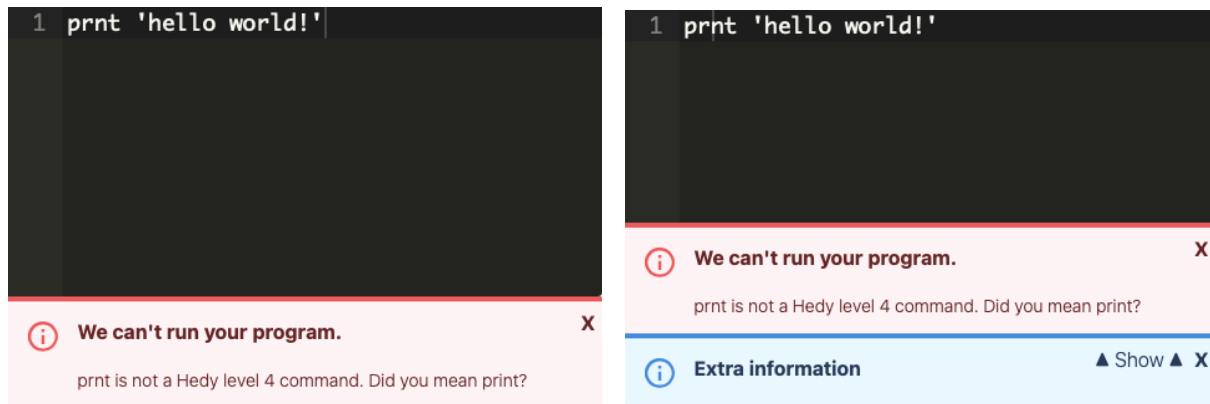 1 prnt 'hello world!'
We can't run your program.
X
prnt is not a Hedy level 4 command. Did you mean print?
1 prnt 'hello world!'
We can't run your program.
X
prnt is not a Hedy level 4 command. Did you mean print?
Extra information ▲ Show ▲ X